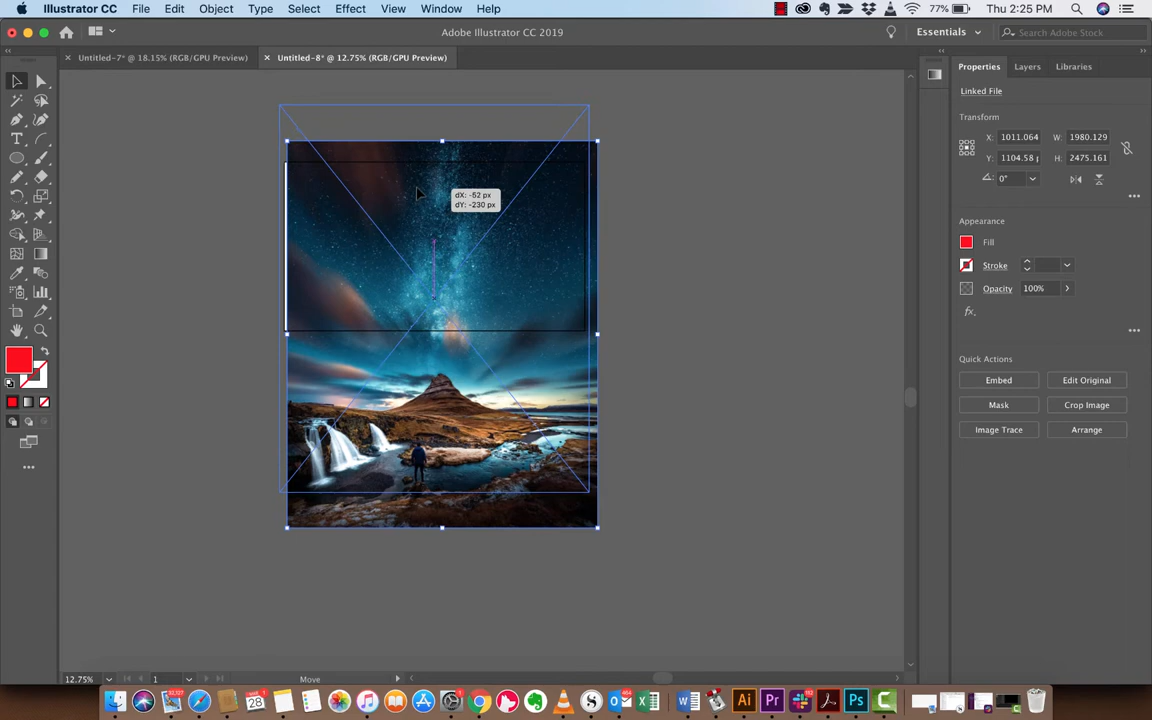 Illustrator CC File Edit Object Type Select Effect View Window Help
77% Thu 2:25 PM
Adobe Illustrator CC 2019
Essentials
Search Adobe Stock
Untitled-7* @ 18.15% (RGB/GPU Preview)
Untitled-8* @ 12.75% (RGB/GPU Preview)
Properties Layers Libraries
Linked File
Transform
X: 1011.064 W: 1980.129
Y: 1104.58 p H: 2475.161
0°
dX: -52 px
dY: -230 px
Appearance
Fill
Stroke
Opacity 100%
fx.
Quick Actions
Embed Edit Original
Mask Crop Image
Image Trace Arrange
12.75% 1 Move